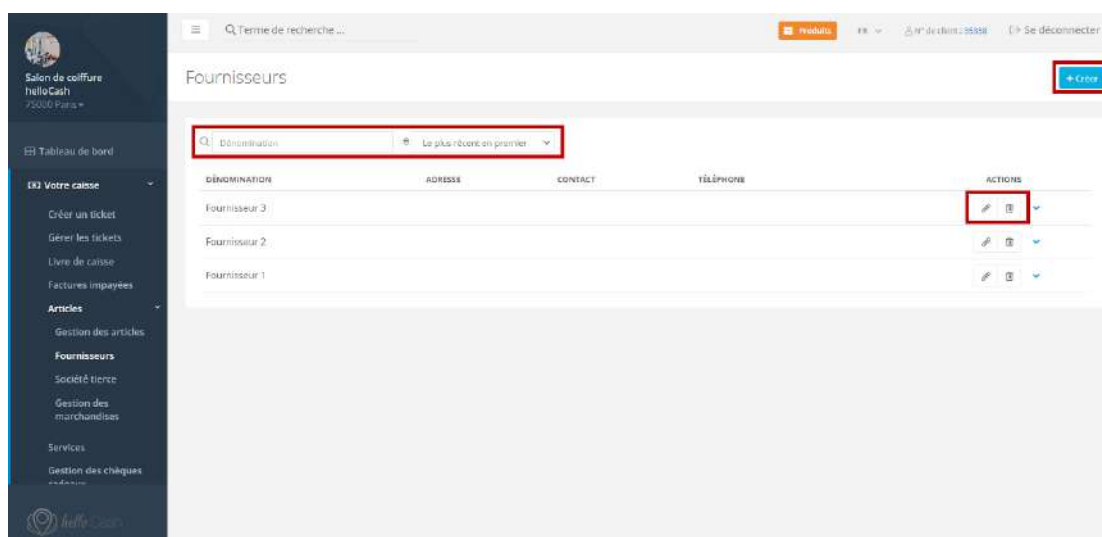 Terme de recherche ...
Produits
FR
N° de client : 95598
Se déconnecter
Salon de coiffure
helloCash
75000 Paris
Fournisseurs
+ Créer
Tableau de bord
Dénomination
Le plus récent en premier
Votre caisse
DÉNOMINATION ADRESSE CONTACT TÉLÉPHONE ACTIONS
Créer un ticket
Fournisseur 3
Gérer les tickets
Fournisseur 2
Livre de caisse
Fournisseur 1
Factures impayées
Articles
Gestion des articles
Fournisseurs
Société tierce
Gestion des
marchandises
Services
Gestion des chèques
cadeaux
helloCash